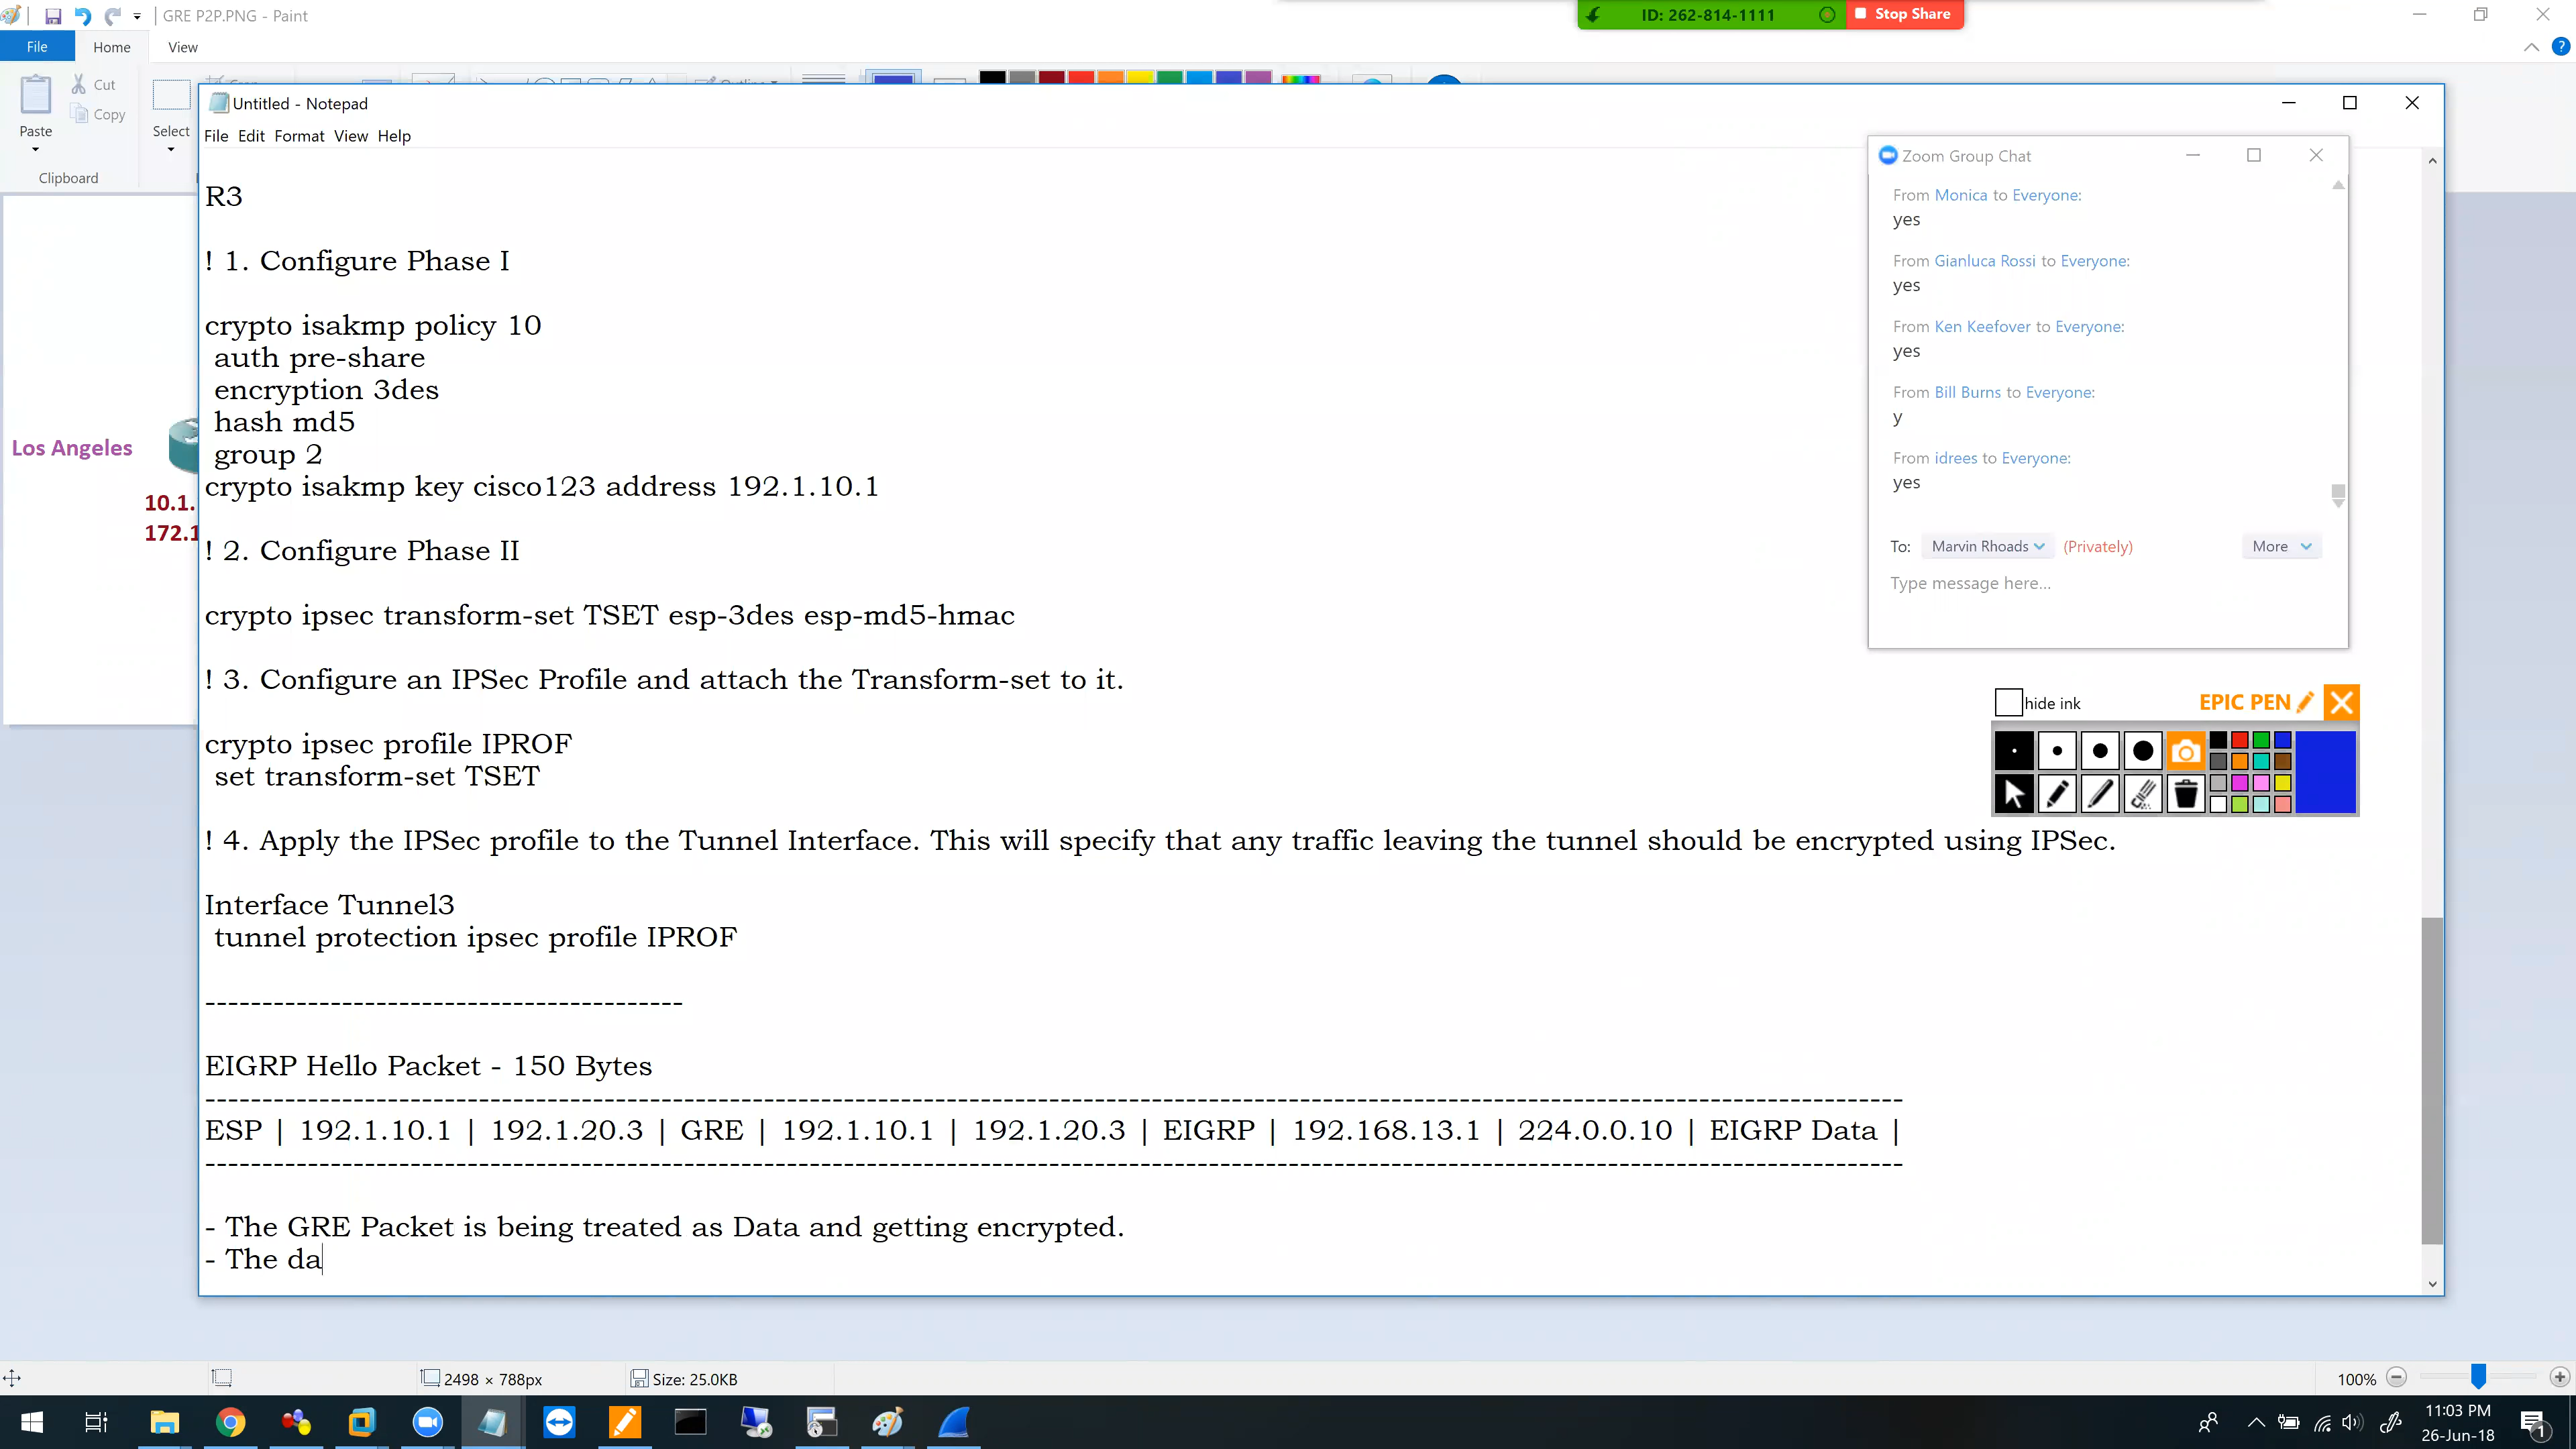 GRE P2P.PNG - Paint
ID: 262-814-1111
Stop Share
File
Home
View
Paste
Cut
Copy
Select
Clipboard
Untitled - Notepad
File Edit Format View Help
Los Angeles
10.1.
172.1
R3
! 1. Configure Phase I
crypto isakmp policy 10
auth pre-share
encryption 3des
hash md5
group 2
crypto isakmp key cisco123 address 192.1.10.1
! 2. Configure Phase II
crypto ipsec transform-set TSET esp-3des esp-md5-hmac
! 3. Configure an IPSec Profile and attach the Transform-set to it.
crypto ipsec profile IPROF
set transform-set TSET
! 4. Apply the IPSec profile to the Tunnel Interface. This will specify that any traffic leaving the tunnel should be encrypted using IPSec.
Interface Tunnel3
tunnel protection ipsec profile IPROF
------------------------------------------
EIGRP Hello Packet - 150 Bytes
------------------------------------------------------------------------------------------------------------------------------------------------------
ESP | 192.1.10.1 | 192.1.20.3 | GRE | 192.1.10.1 | 192.1.20.3 | EIGRP | 192.168.13.1 | 224.0.0.10 | EIGRP Data |
------------------------------------------------------------------------------------------------------------------------------------------------------
- The GRE Packet is being treated as Data and getting encrypted.
- The da
Zoom Group Chat
From Monica to Everyone:
yes
From Gianluca Rossi to Everyone:
yes
From Ken Keefover to Everyone:
yes
From Bill Burns to Everyone:
y
From idrees to Everyone:
yes
To: Marvin Rhoads (Privately)
More
Type message here...
hide ink
EPIC PEN
2498 × 788px
Size: 25.0KB
100%
11:03 PM
26-Jun-18
1